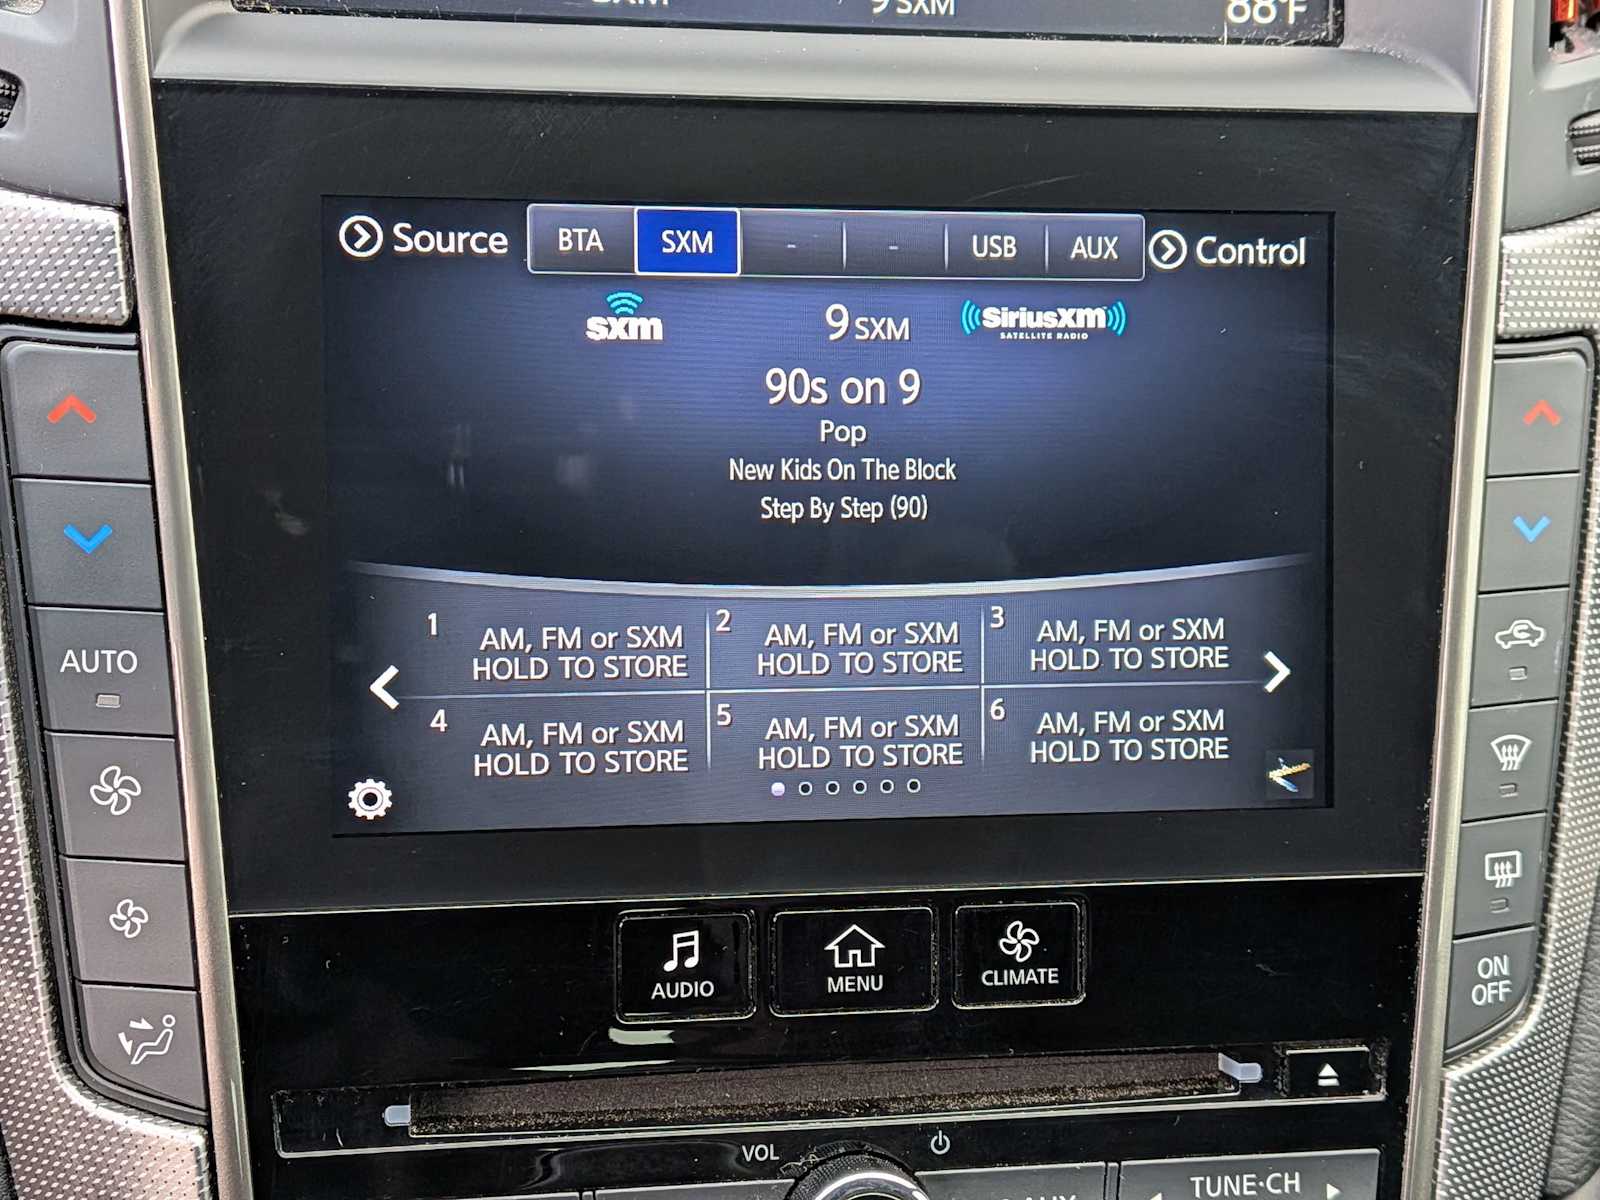 SXM 9 SXM 88°F
Source BTA SXM - - USB AUX Control
sxm 9 SXM SiriusXM
SATELLITE RADIO
90s on 9
Pop
New Kids On The Block
Step By Step (90)
1 AM, FM or SXM
HOLD TO STORE
2 AM, FM or SXM
HOLD TO STORE
3 AM, FM or SXM
HOLD TO STORE
4 AM, FM or SXM
HOLD TO STORE
5 AM, FM or SXM
HOLD TO STORE
6 AM, FM or SXM
HOLD TO STORE
AUTO
ON
OFF
AUDIO
MENU
CLIMATE
VOL
AUX
TUNE·CH